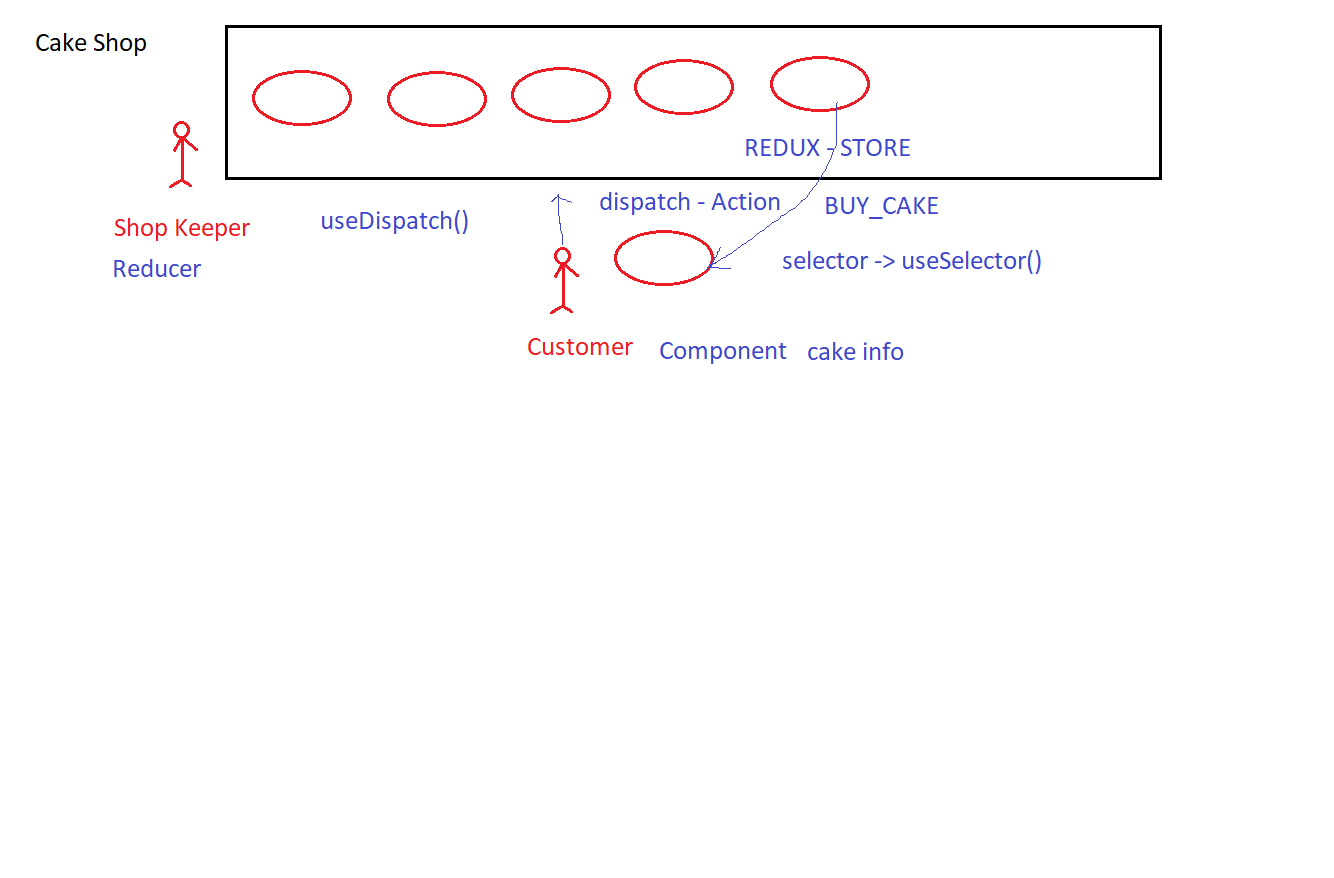 Cake Shop
REDUX - STORE
dispatch - Action
BUY_CAKE
useDispatch()
Shop Keeper
Reducer
selector -> useSelector()
Customer
Component
cake info